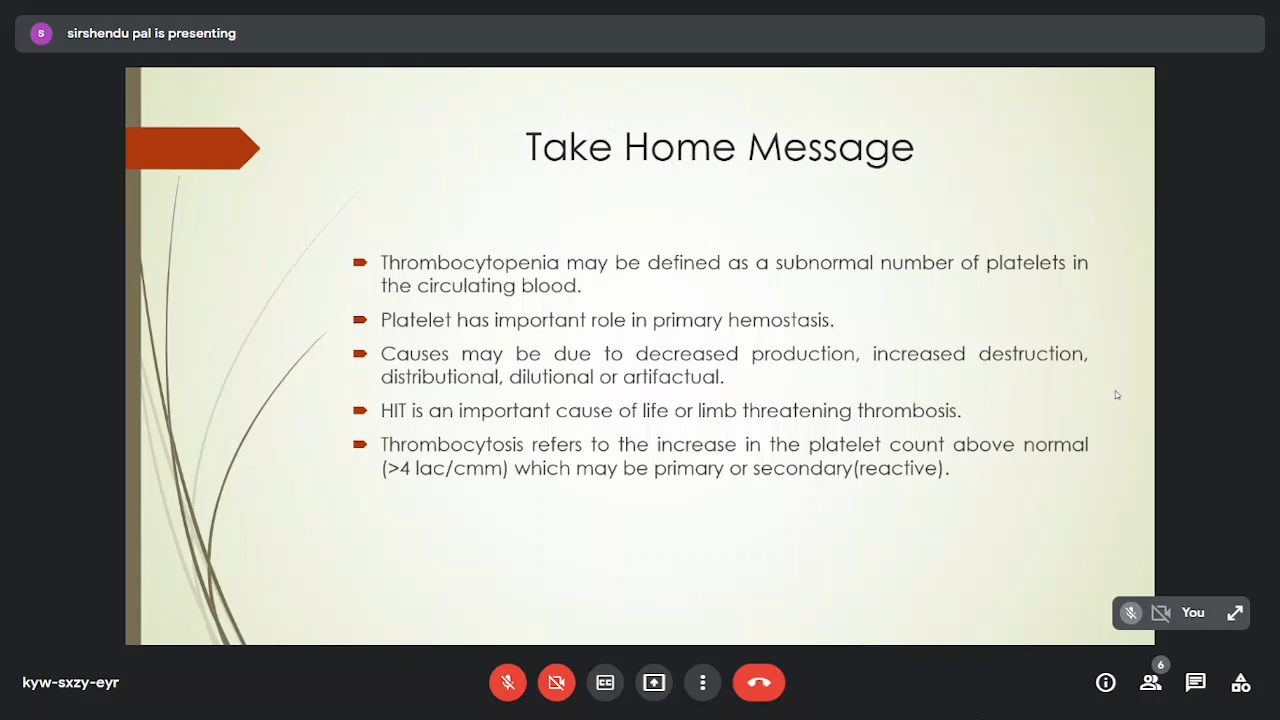 S
sirshendu pal is presenting
Take Home Message
Thrombocytopenia may be defined as a subnormal number of platelets in
the circulating blood.
Platelet has important role in primary hemostasis.
Causes may be due to decreased production, increased destruction,
distributional, dilutional or artifactual.
HIT is an important cause of life or limb threatening thrombosis.
Thrombocytosis refers to the increase in the platelet count above normal
(>4 lac/cmm) which may be primary or secondary(reactive).
You
kyw-sxzy-eyr
CC
6